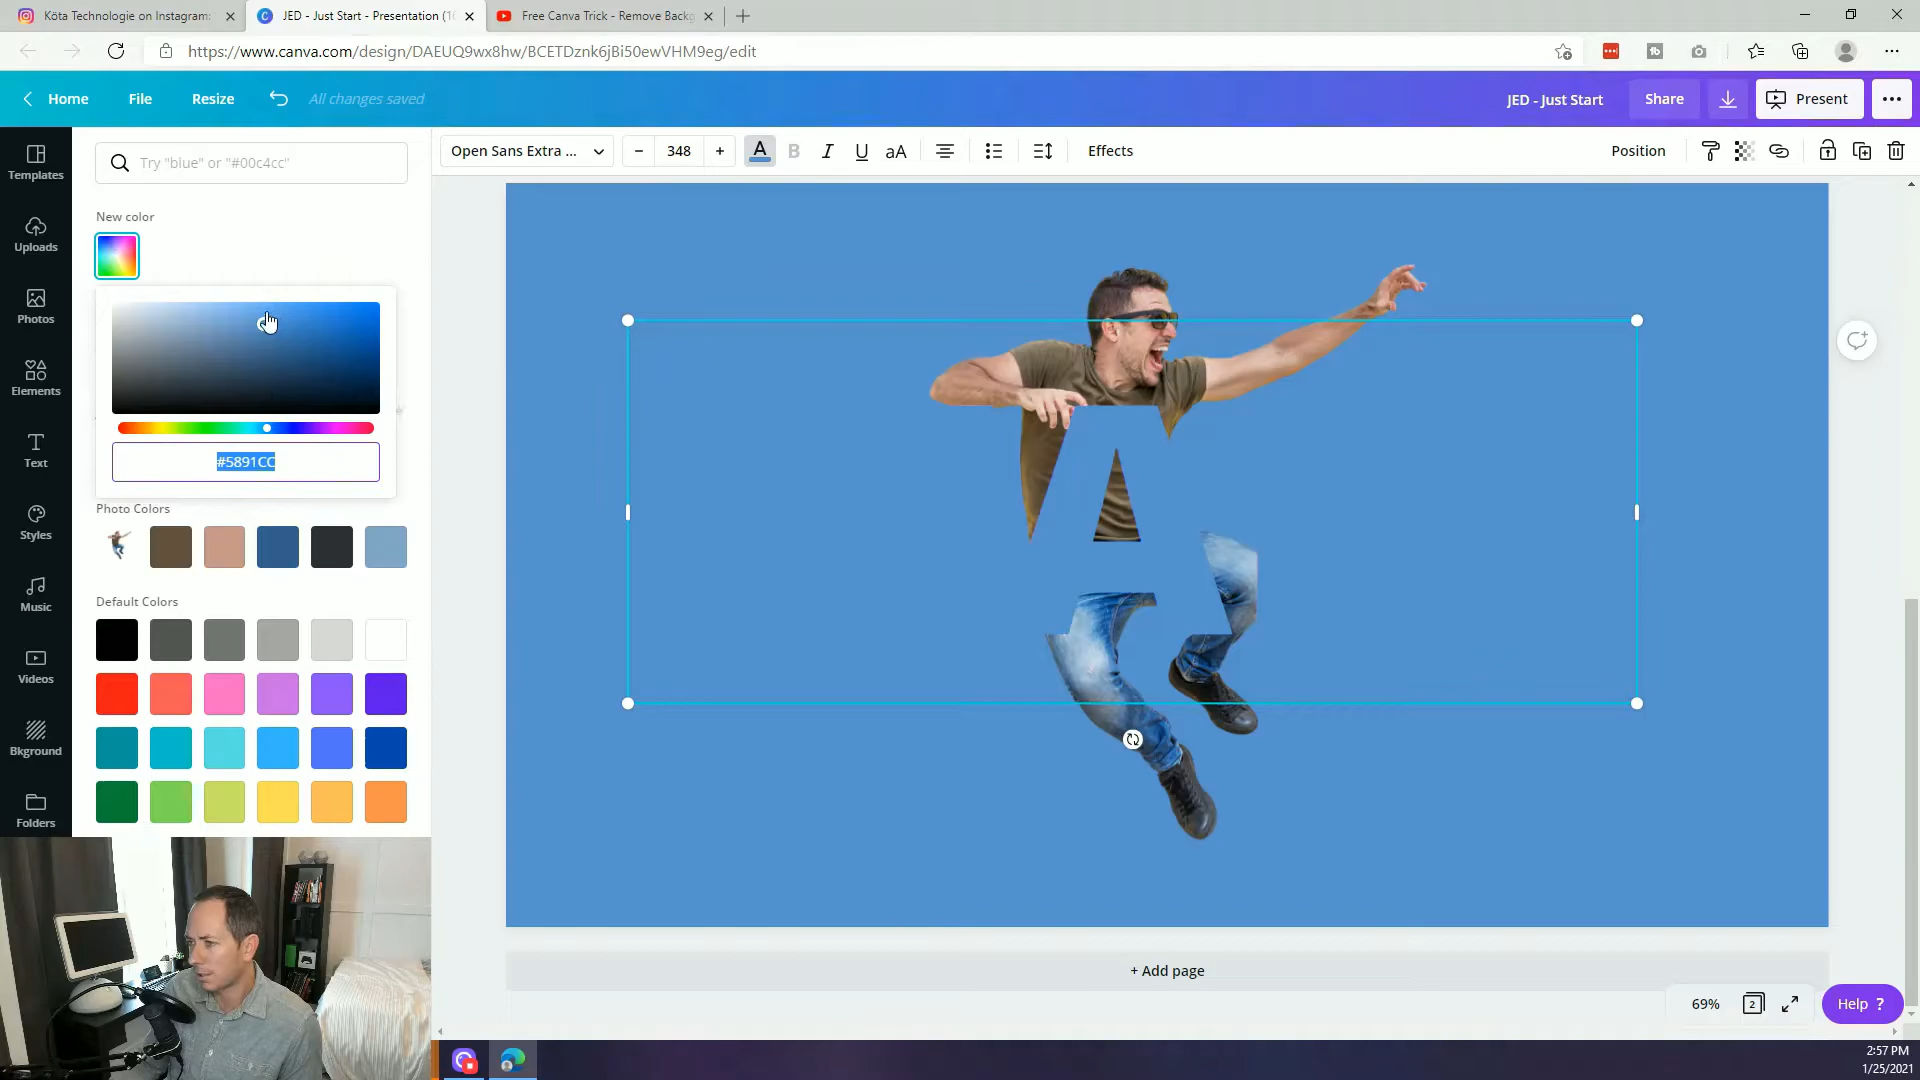 Köta Technologie on Instagram:
JED - Just Start - Presentation (16
Free Canva Trick - Remove Backg
https://www.canva.com/design/DAEUQ9wx8hw/BCETDznk6jBi50ewVHM9eg/edit
Home
File
Resize
All changes saved
JED - Just Start
Share
Present
Templates
Uploads
Photos
Elements
Text
Styles
Music
Videos
Bkground
Folders
Try "blue" or "#00c4cc"
New color
#5891CC
Photo Colors
Default Colors
Open Sans Extra ...
348
A
B
I
U
aA
Effects
Position
+ Add page
69%
2
Help ?
2:57 PM
1/25/2021